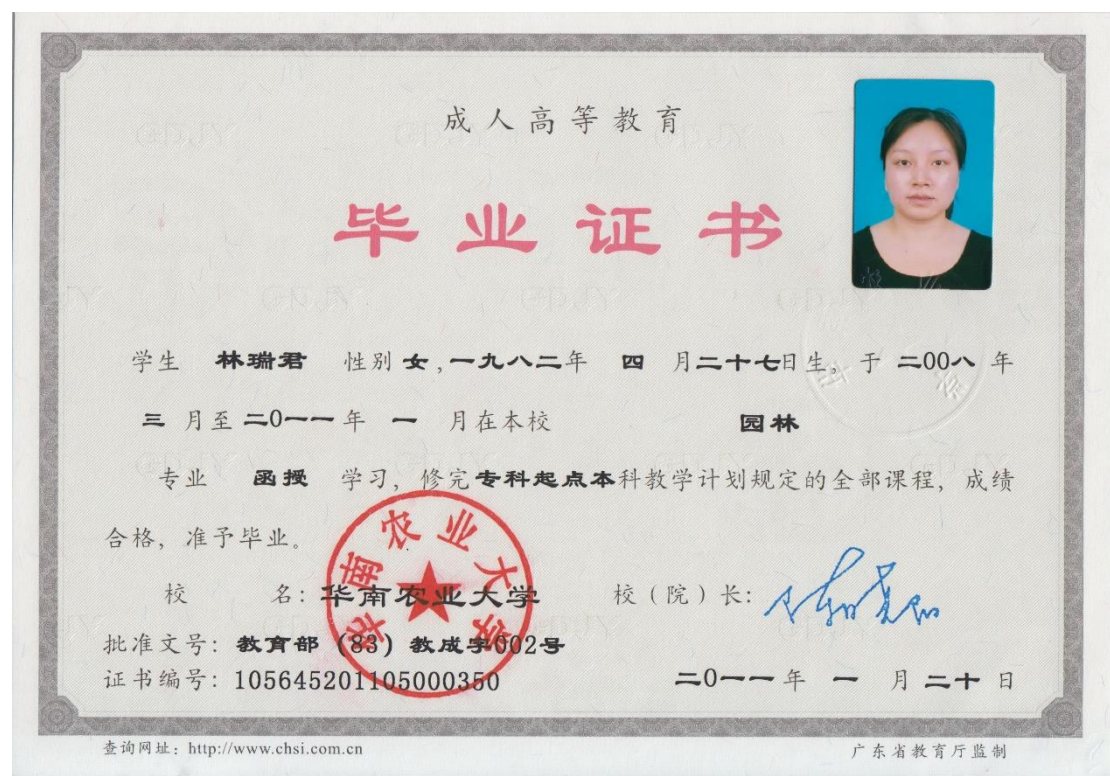 成人高等教育
毕业证书
学生 林瑞君 性别 女,一九八二年 四 月二十七日生,于 二00八 年
三 月至 二0一一 年 一 月在本校 园林
专业 函授 学习,修完专科起点本科教学计划规定的全部课程,成绩
合格,准予毕业。
华南农业大学
校 名:华南农业大学 校(院)长:
批准文号:教育部(83)教成字002号
证书编号:105645201105000350 二0一一 年 一 月 二十 日
查询网址:http://www.chsi.com.cn 广东省教育厅监制